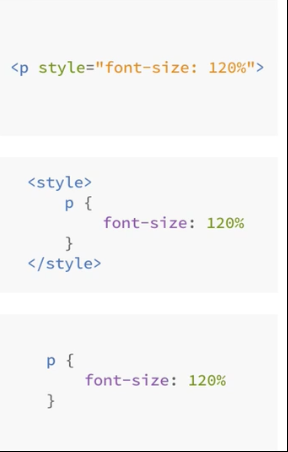 <p style="font-size: 120%">
<style>
p {
font-size: 120%
}
</style>
p {
font-size: 120%
}